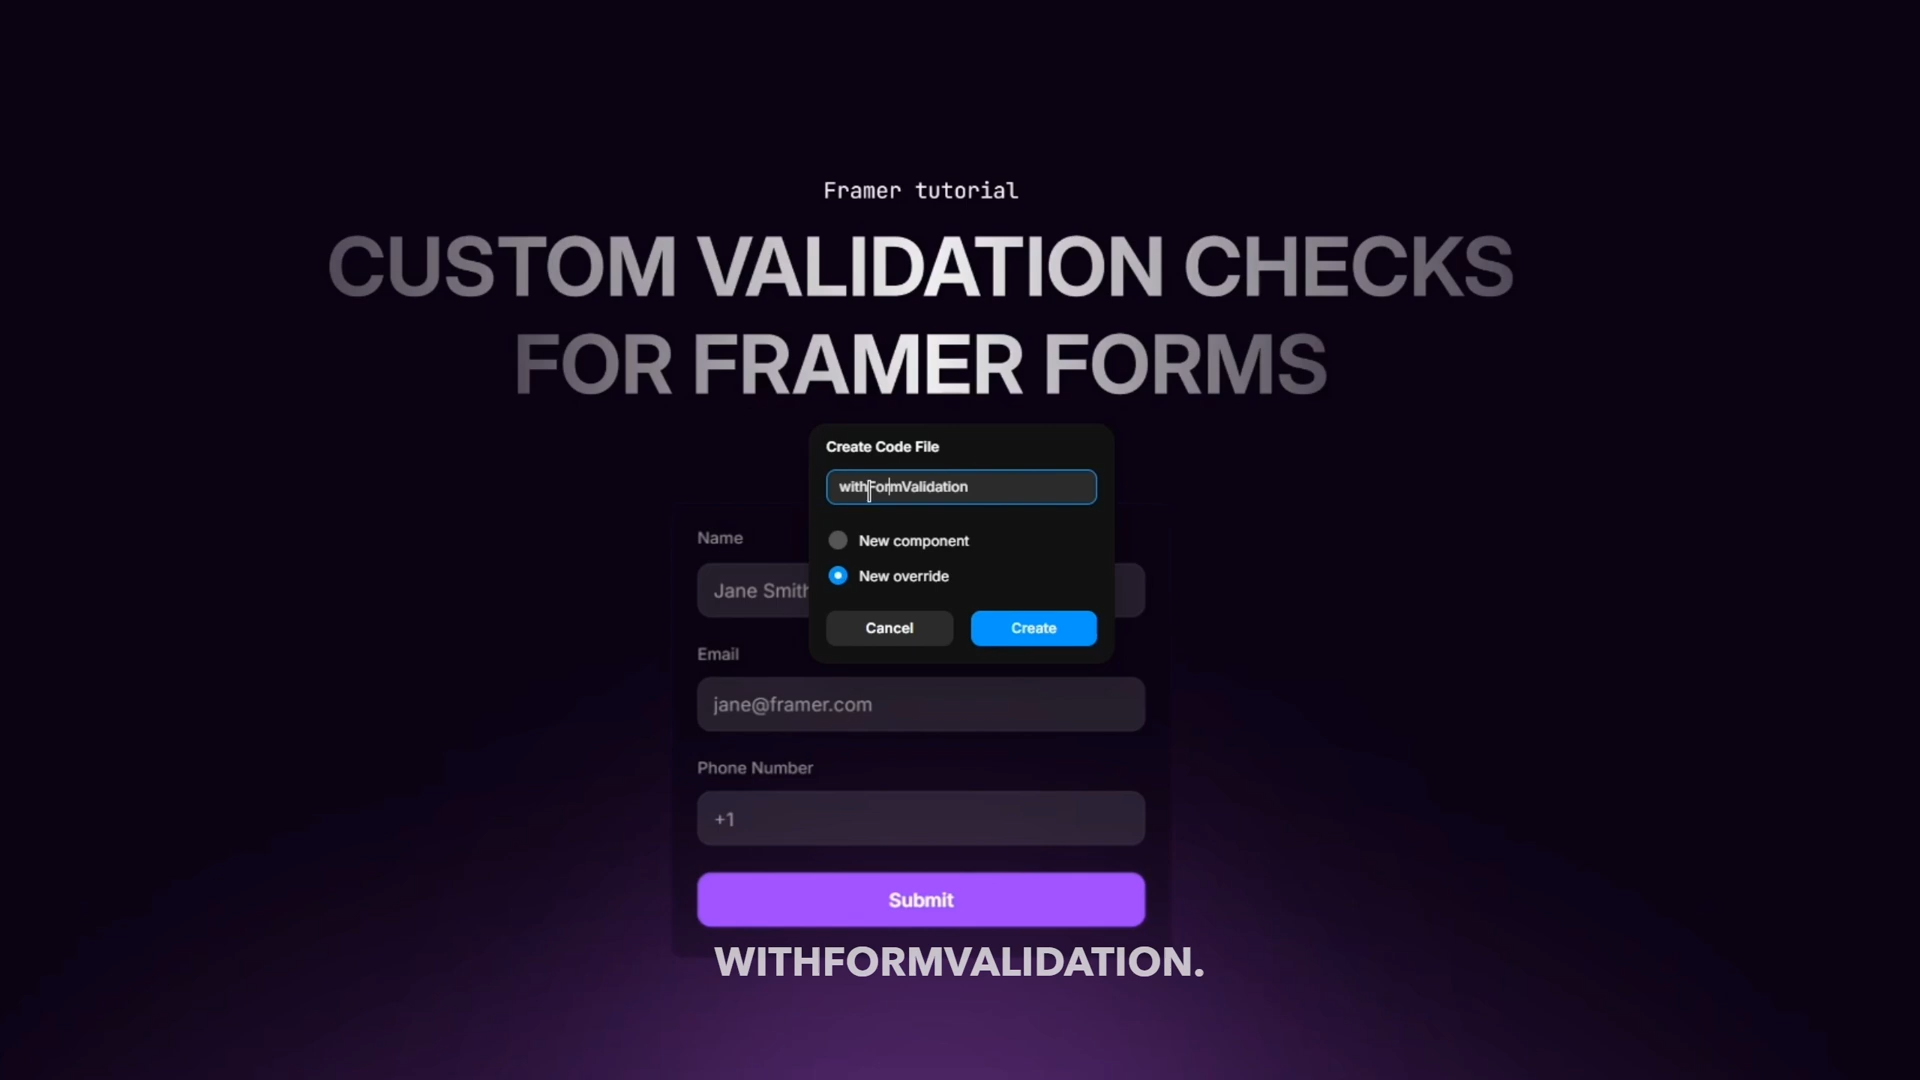 Framer tutorial
CUSTOM VALIDATION CHECKS
FOR FRAMER FORMS
Create Code File
withFormValidation
New component
New override
Cancel
Create
Name
Jane Smith
Email
jane@framer.com
Phone Number
+1
Submit
WITHFORMVALIDATION.